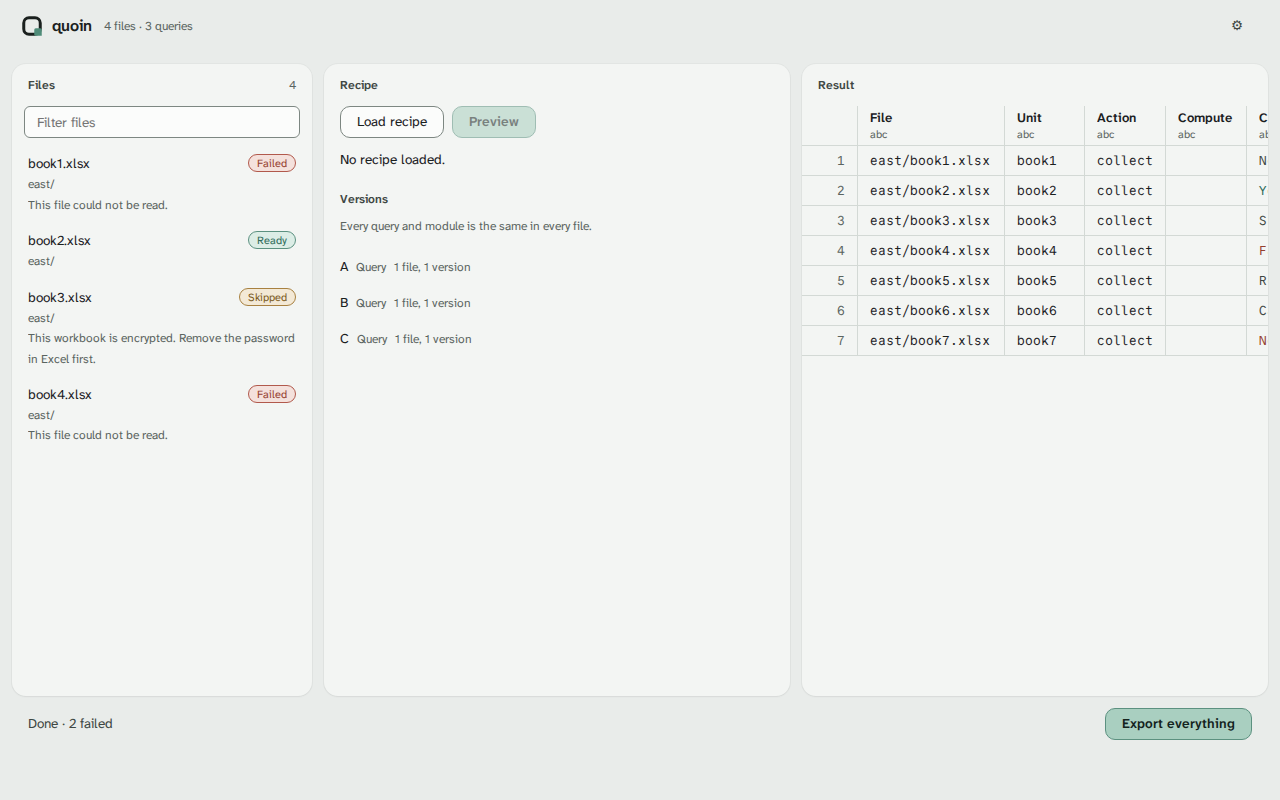 quoin 4 files · 3 queries
Files 4
Filter files
book1.xlsx Failed
east/
This file could not be read.
book2.xlsx Ready
east/
book3.xlsx Skipped
east/
This workbook is encrypted. Remove the password
in Excel first.
book4.xlsx Failed
east/
This file could not be read.
Recipe
Load recipe Preview
No recipe loaded.
Versions
Every query and module is the same in every file.
A Query 1 file, 1 version
B Query 1 file, 1 version
C Query 1 file, 1 version
Result
File Unit Action Compute
abc abc abc abc
1 east/book1.xlsx book1 collect N
2 east/book2.xlsx book2 collect Y
3 east/book3.xlsx book3 collect S
4 east/book4.xlsx book4 collect F
5 east/book5.xlsx book5 collect R
6 east/book6.xlsx book6 collect C
7 east/book7.xlsx book7 collect N
Done · 2 failed
Export everything